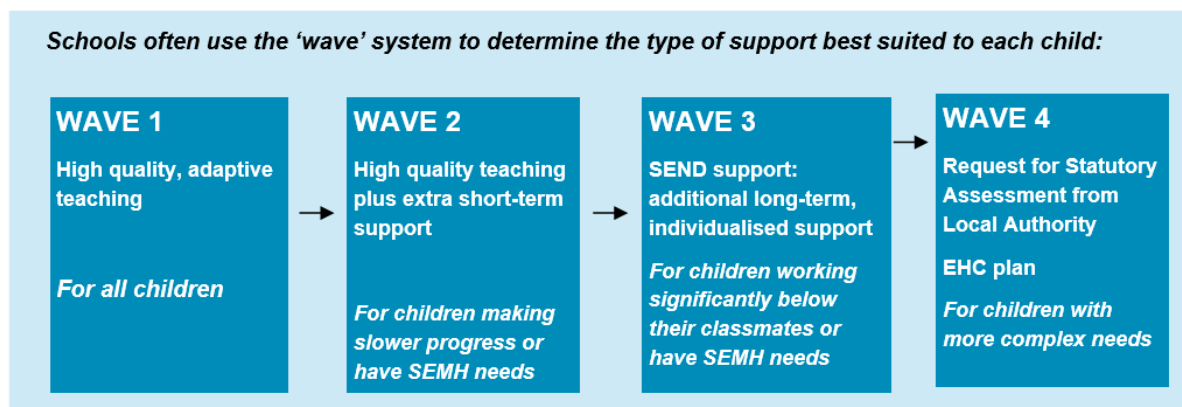 Schools often use the ‘wave’ system to determine the type of support best suited to each child:
WAVE 1
High quality, adaptive
teaching
For all children
WAVE 2
High quality teaching
plus extra short-term
support
For children making
slower progress or
have SEMH needs
WAVE 3
SEND support:
additional long-term,
individualised support
For children working
significantly below
their classmates or
have SEMH needs
WAVE 4
Request for Statutory
Assessment from
Local Authority
EHC plan
For children with
more complex needs